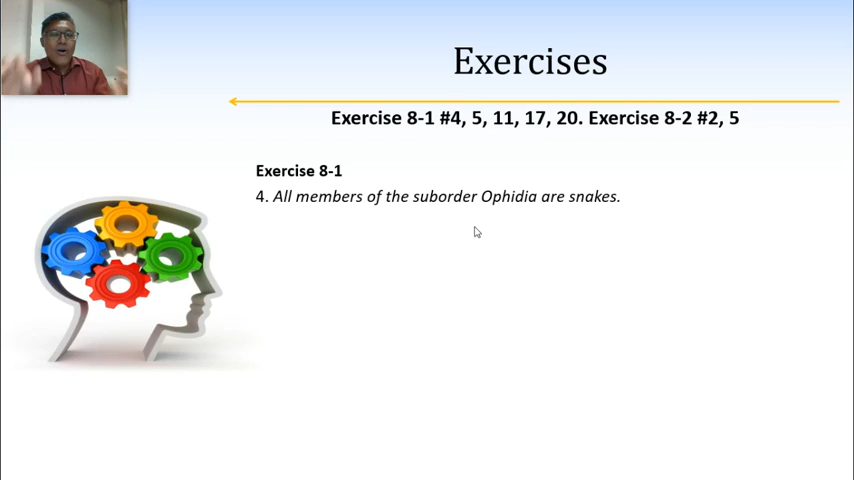 Exercises
Exercise 8-1 #4, 5, 11, 17, 20. Exercise 8-2 #2, 5
Exercise 8-1
4. All members of the suborder Ophidia are snakes.